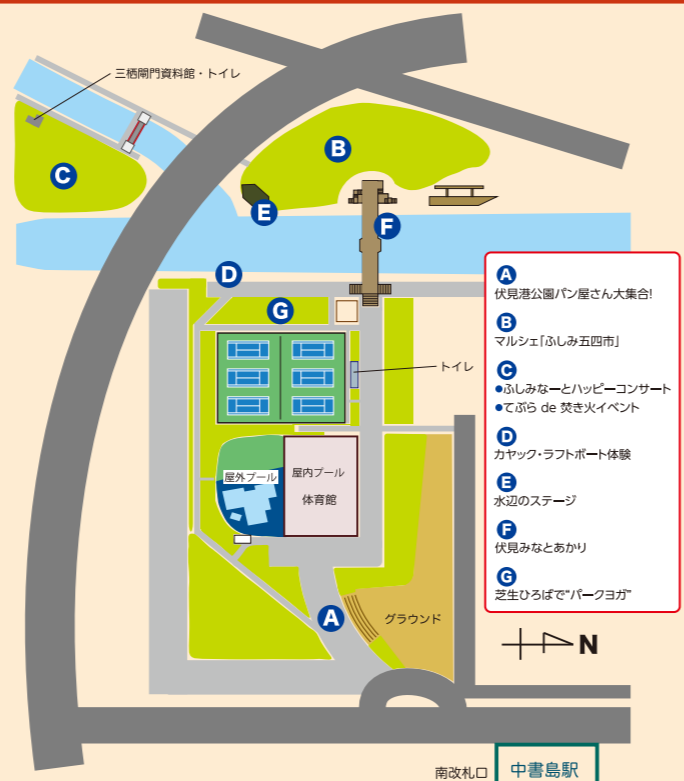 三栖閘門資料館・トイレ
C
B
E
F
D
G
トイレ
屋外プール
屋内プール
体育館
A
グラウンド
A
伏見港公園パン屋さん大集合!
B
マルシェ「ふしみ五四市」
C
●ふしみなーとハッピーコンサート
●てぶら de 焚き火イベント
D
カヤック・ラフトボート体験
E
水辺のステージ
F
伏見みなとあかり
G
芝生ひろばで"パークヨガ"
N
南改札口
中書島駅